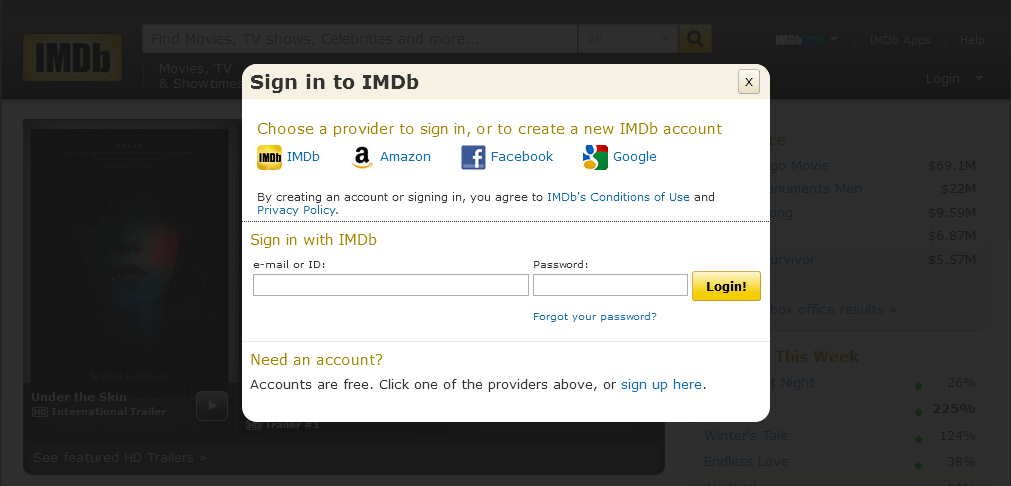 IMDb
Find Movies, TV shows, Celebrities and more...
All
IMDbPRO
IMDb Apps
Help
Movies, TV
& Showtimes
Login
Sign in to IMDb
X
Choose a provider to sign in, or to create a new IMDb account
IMDb IMDb
a Amazon
f Facebook
g Google
By creating an account or signing in, you agree to IMDb's Conditions of Use and
Privacy Policy.
Sign in with IMDb
e-mail or ID:
Password:
Login!
Forgot your password?
Need an account?
Accounts are free. Click one of the providers above, or sign up here.
Scarlett Johansson
Under the Skin
HD International Trailer
HD Trailer #1
See featured HD Trailers »
Movie $69.1M
Men $22M
$9.59M
$6.87M
$5.57M
box office results »
This Week
Night 26%
225%
Winter's Tale 124%
Endless Love 38%